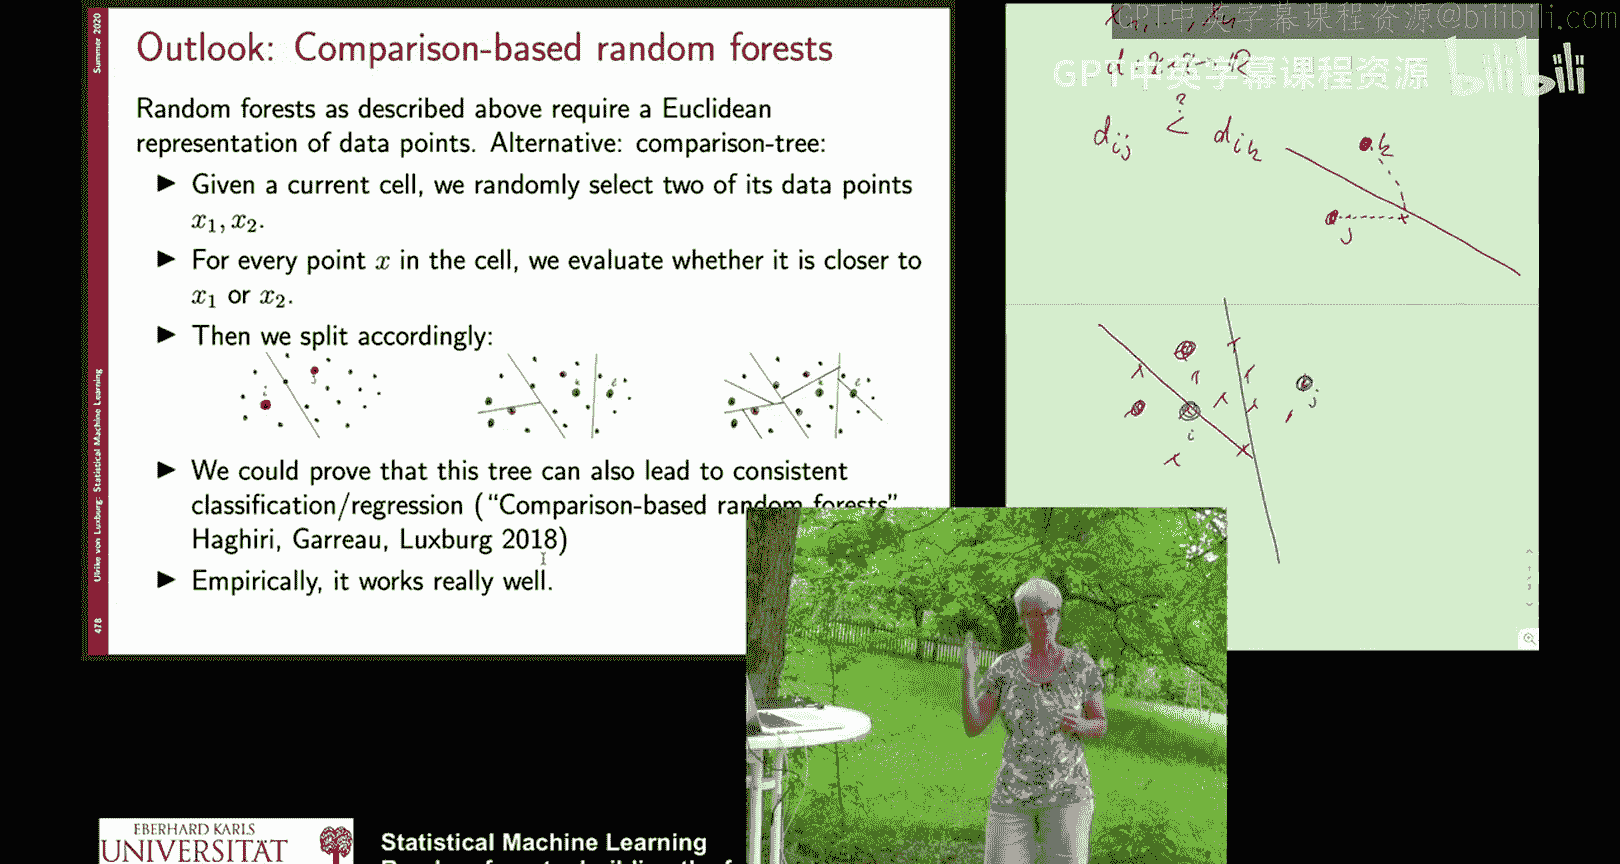 Summer 2020
Outlook: Comparison-based random forests
Random forests as described above require a Euclidean
representation of data points. Alternative: comparison-tree:
► Given a current cell, we randomly select two of its data points
x₁, x₂.
► For every point x in the cell, we evaluate whether it is closer to
x₁ or x₂.
► Then we split accordingly:
► We could prove that this tree can also lead to consistent
classification/regression ("Comparison-based random forests"
Haghiri, Garreau, Luxburg 2018)
► Empirically, it works really well.
Ulrike von Luxburg: Statistical Machine Learning
478
GPT中英字幕课程资源@bilibili.com
GPT中英字幕课程资源 bilibili
?
d_ij < d_ik
k
j
i
j
EBERHARD KARLS
UNIVERSITÄT
Statistical Machine Learning